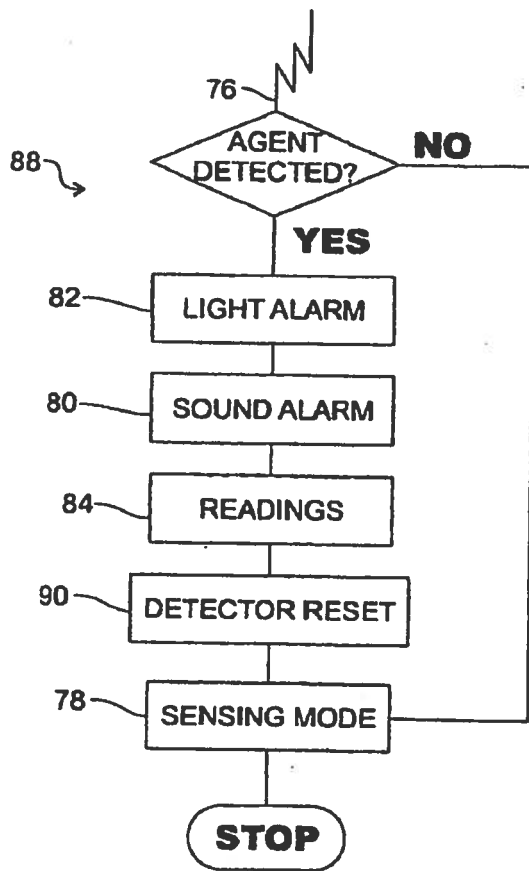 76
AGENT
DETECTED?
NO
88
YES
82
LIGHT ALARM
80
SOUND ALARM
84
READINGS
90
DETECTOR RESET
78
SENSING MODE
STOP